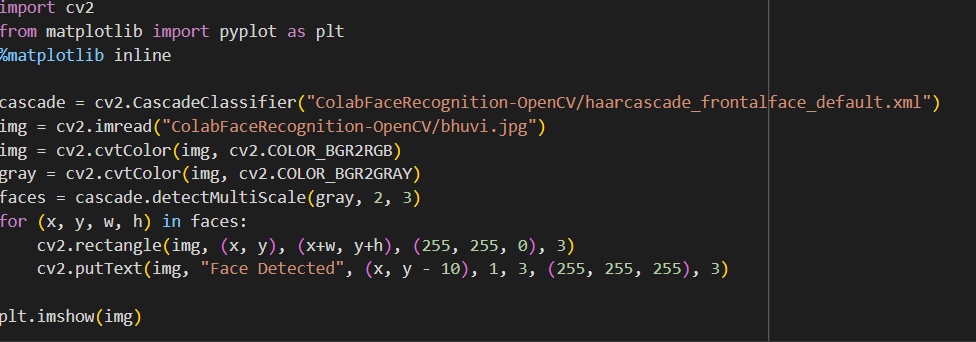 import cv2
from matplotlib import pyplot as plt
%matplotlib inline
cascade = cv2.CascadeClassifier("ColabFaceRecognition-OpenCV/haarcascade_frontalface_default.xml")
img = cv2.imread("ColabFaceRecognition-OpenCV/bhuvi.jpg")
img = cv2.cvtColor(img, cv2.COLOR_BGR2RGB)
gray = cv2.cvtColor(img, cv2.COLOR_BGR2GRAY)
faces = cascade.detectMultiScale(gray, 2, 3)
for (x, y, w, h) in faces:
    cv2.rectangle(img, (x, y), (x+w, y+h), (255, 255, 0), 3)
    cv2.putText(img, "Face Detected", (x, y - 10), 1, 3, (255, 255, 255), 3)
plt.imshow(img)